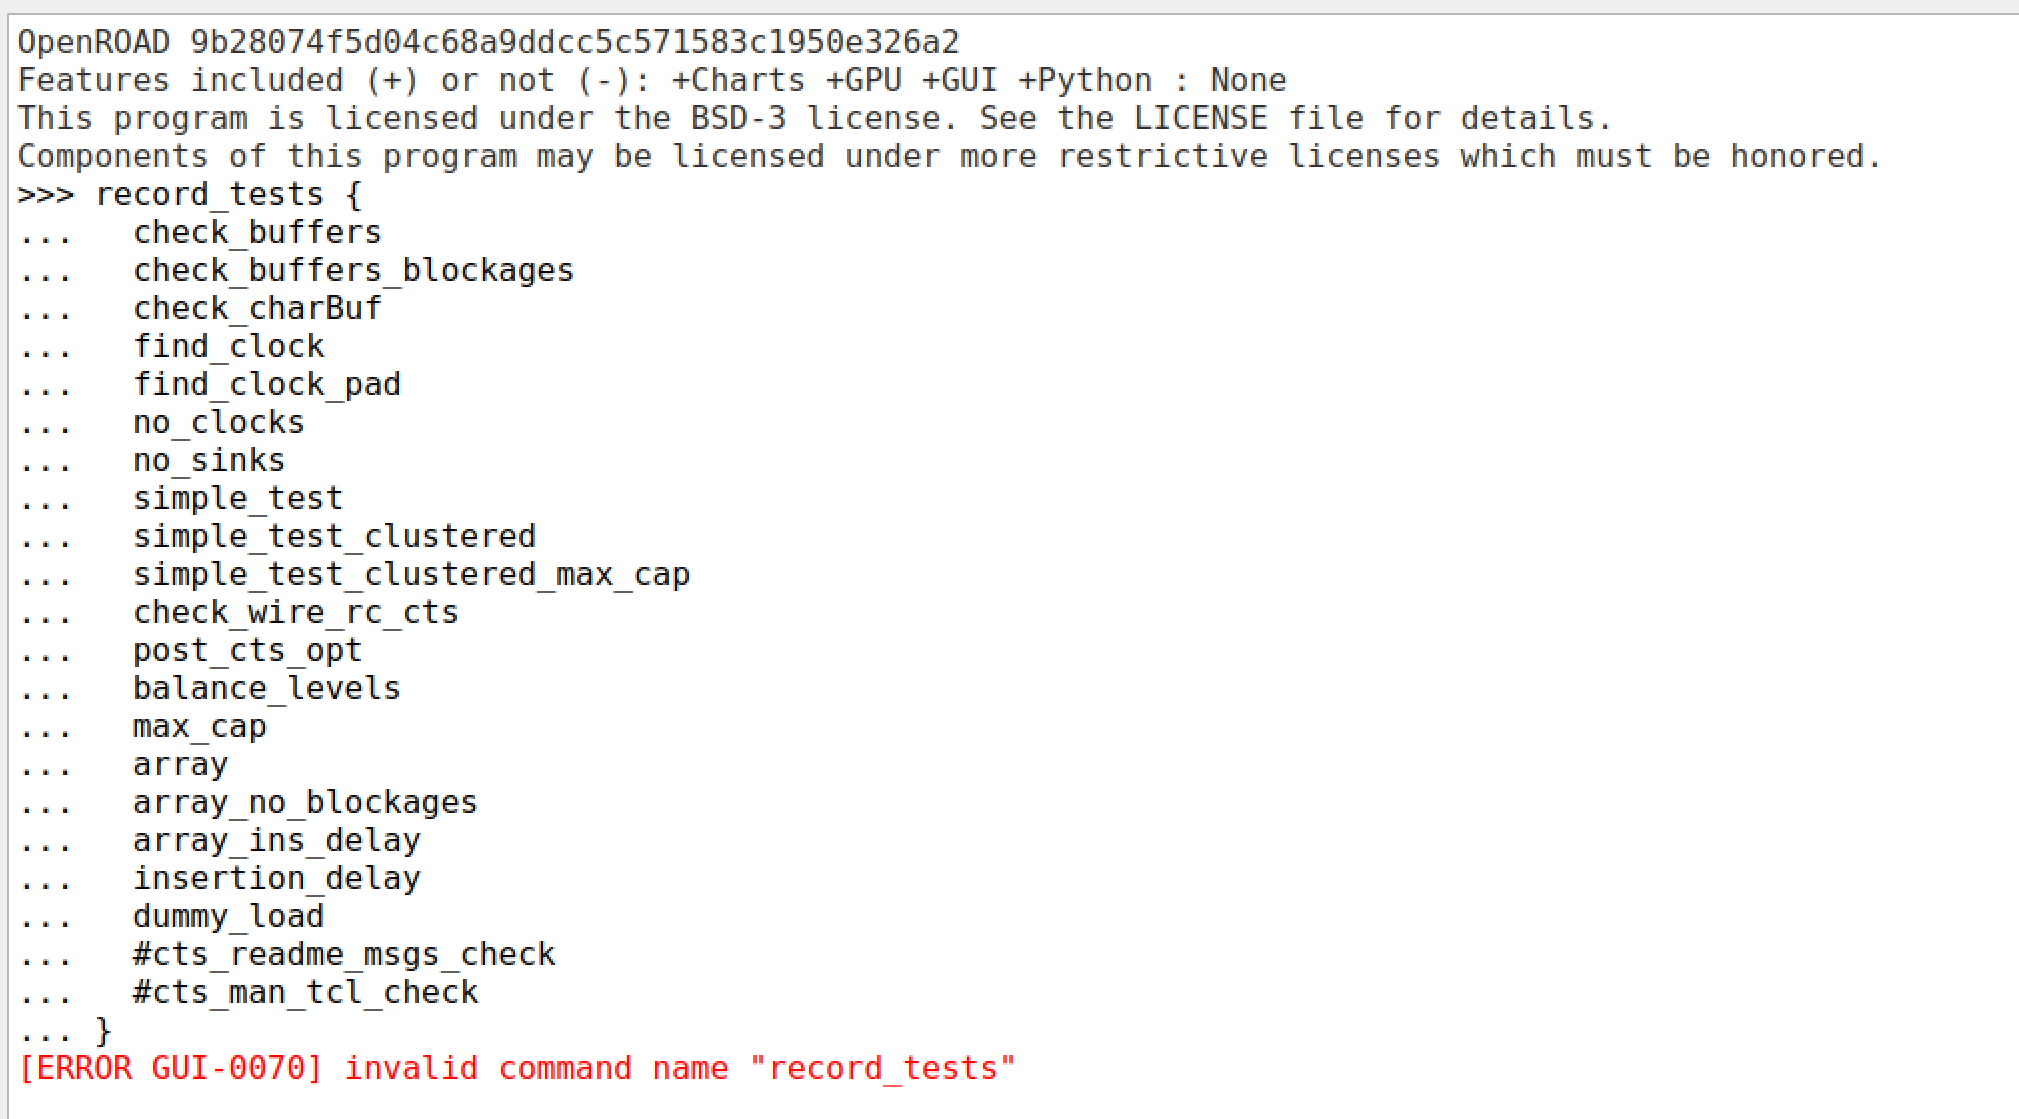 OpenROAD 9b28074f5d04c68a9ddcc5c571583c1950e326a2
Features included (+) or not (-): +Charts +GPU +GUI +Python : None
This program is licensed under the BSD-3 license. See the LICENSE file for details.
Components of this program may be licensed under more restrictive licenses which must be honored.
>>> record_tests {
...   check_buffers
...   check_buffers_blockages
...   check_charBuf
...   find_clock
...   find_clock_pad
...   no_clocks
...   no_sinks
...   simple_test
...   simple_test_clustered
...   simple_test_clustered_max_cap
...   check_wire_rc_cts
...   post_cts_opt
...   balance_levels
...   max_cap
...   array
...   array_no_blockages
...   array_ins_delay
...   insertion_delay
...   dummy_load
...   #cts_readme_msgs_check
...   #cts_man_tcl_check
... }
[ERROR GUI-0070] invalid command name "record_tests"